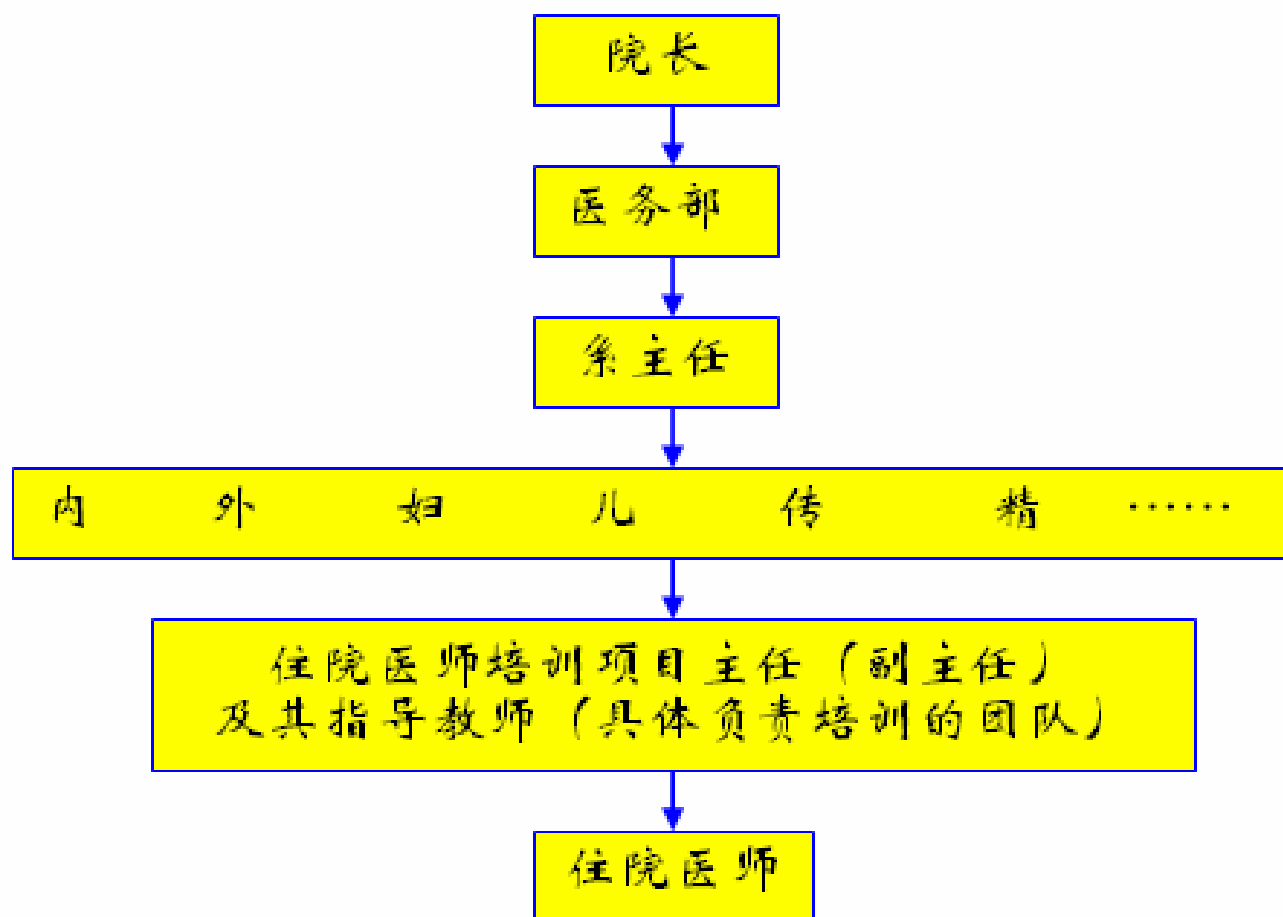 院长
医务部
系主任
内 外 妇 儿 传 精 ······
住院医师培训项目主任（副主任）
及其指导教师（具体负责培训的团队）
住院医师